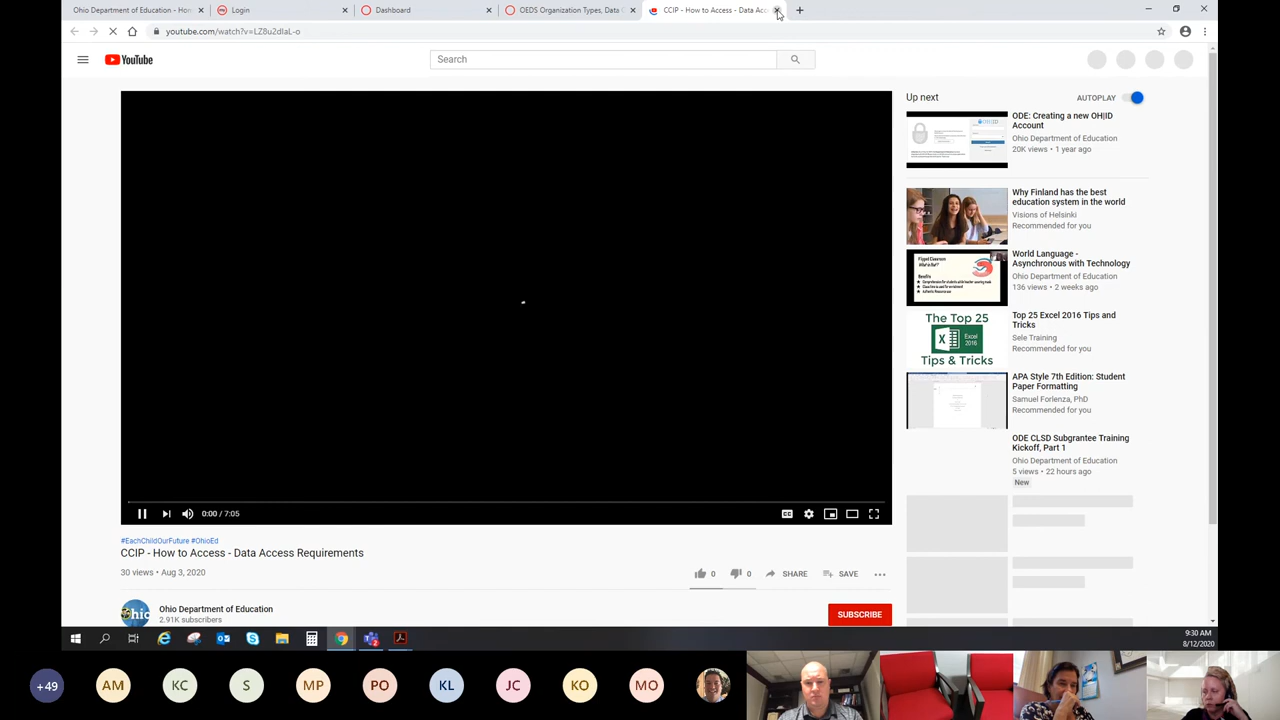 Ohio Department of Education - Hor
Login
Dashboard
OEDS Organization Types, Data C
CCIP - How to Access - Data Acc
youtube.com/watch?v=LZ8u2dIaL-o
YouTube
Search
Up next
AUTOPLAY
ODE: Creating a new OH|ID
Account
Ohio Department of Education
20K views • 1 year ago
Why Finland has the best
education system in the world
Visions of Helsinki
Recommended for you
Flipped Classroom
Benefits
World Language -
Asynchronous with Technology
Ohio Department of Education
136 views • 2 weeks ago
The Top 25
Excel
2016
Tips & Tricks
Top 25 Excel 2016 Tips and
Tricks
Sele Training
Recommended for you
APA Style 7th Edition: Student
Paper Formatting
Samuel Forlenza, PhD
Recommended for you
ODE CLSD Subgrantee Training
Kickoff, Part 1
Ohio Department of Education
5 views • 22 hours ago
New
0:00 / 7:05
CC
#EachChildOurFuture #OhioEd
CCIP - How to Access - Data Access Requirements
30 views • Aug 3, 2020
0
0
SHARE
SAVE
Ohio
Ohio Department of Education
2.91K subscribers
SUBSCRIBE
9:30 AM
8/12/2020
+49
AM
KC
S
MP
PO
KL
JC
KO
MO